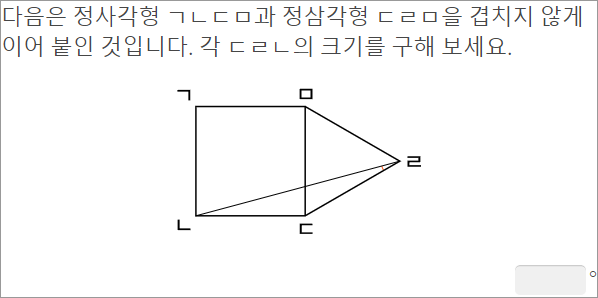 다음은 정사각형 ㄱㄴㄷㅁ과 정삼각형 ㄷㄹㅁ을 겹치지 않게
이어 붙인 것입니다. 각 ㄷㄹㄴ의 크기를 구해 보세요.
ㄱ ㅁ
ㄹ
ㄴ ㄷ
°